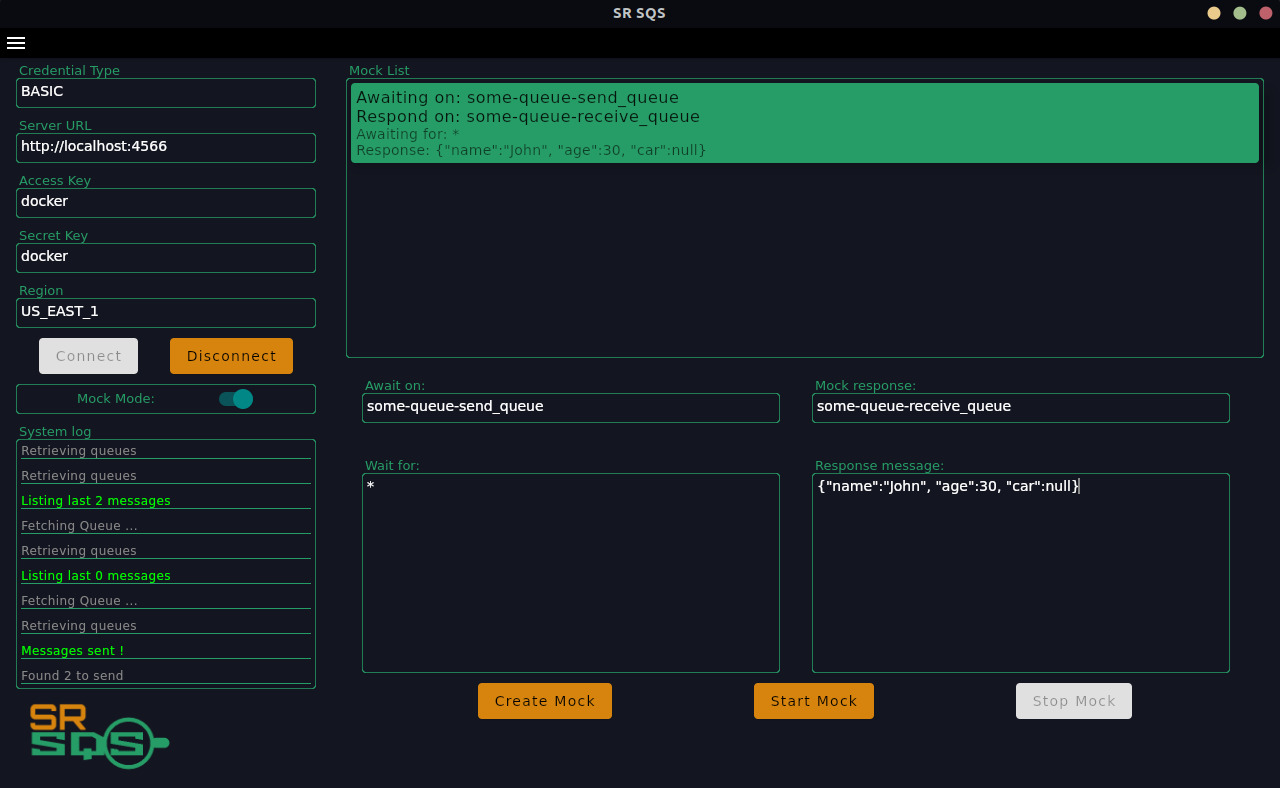 SR SQS
Credential Type
BASIC
Server URL
http://localhost:4566
Access Key
docker
Secret Key
docker
Region
US_EAST_1
Connect
Disconnect
Mock Mode:
System log
Retrieving queues
Retrieving queues
Listing last 2 messages
Fetching Queue ...
Retrieving queues
Listing last 0 messages
Fetching Queue ...
Retrieving queues
Messages sent !
Found 2 to send
SR
SQS
Mock List
Awaiting on: some-queue-send_queue
Respond on: some-queue-receive_queue
Awaiting for: *
Response: {"name":"John", "age":30, "car":null}
Await on:
some-queue-send_queue
Mock response:
some-queue-receive_queue
Wait for:
*
Response message:
{"name":"John", "age":30, "car":null}
Create Mock
Start Mock
Stop Mock